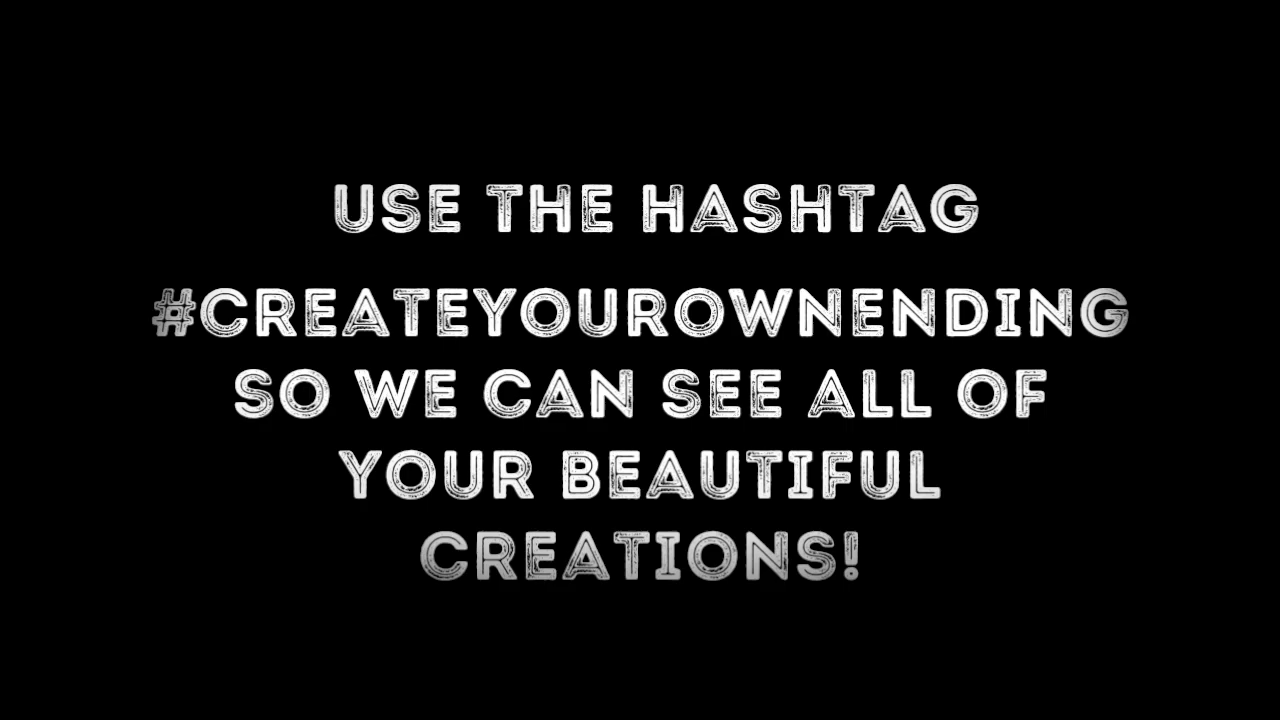 USE THE HASHTAG
#CREATEYOUROWNENDING
SO WE CAN SEE ALL OF
YOUR BEAUTIFUL
CREATIONS!